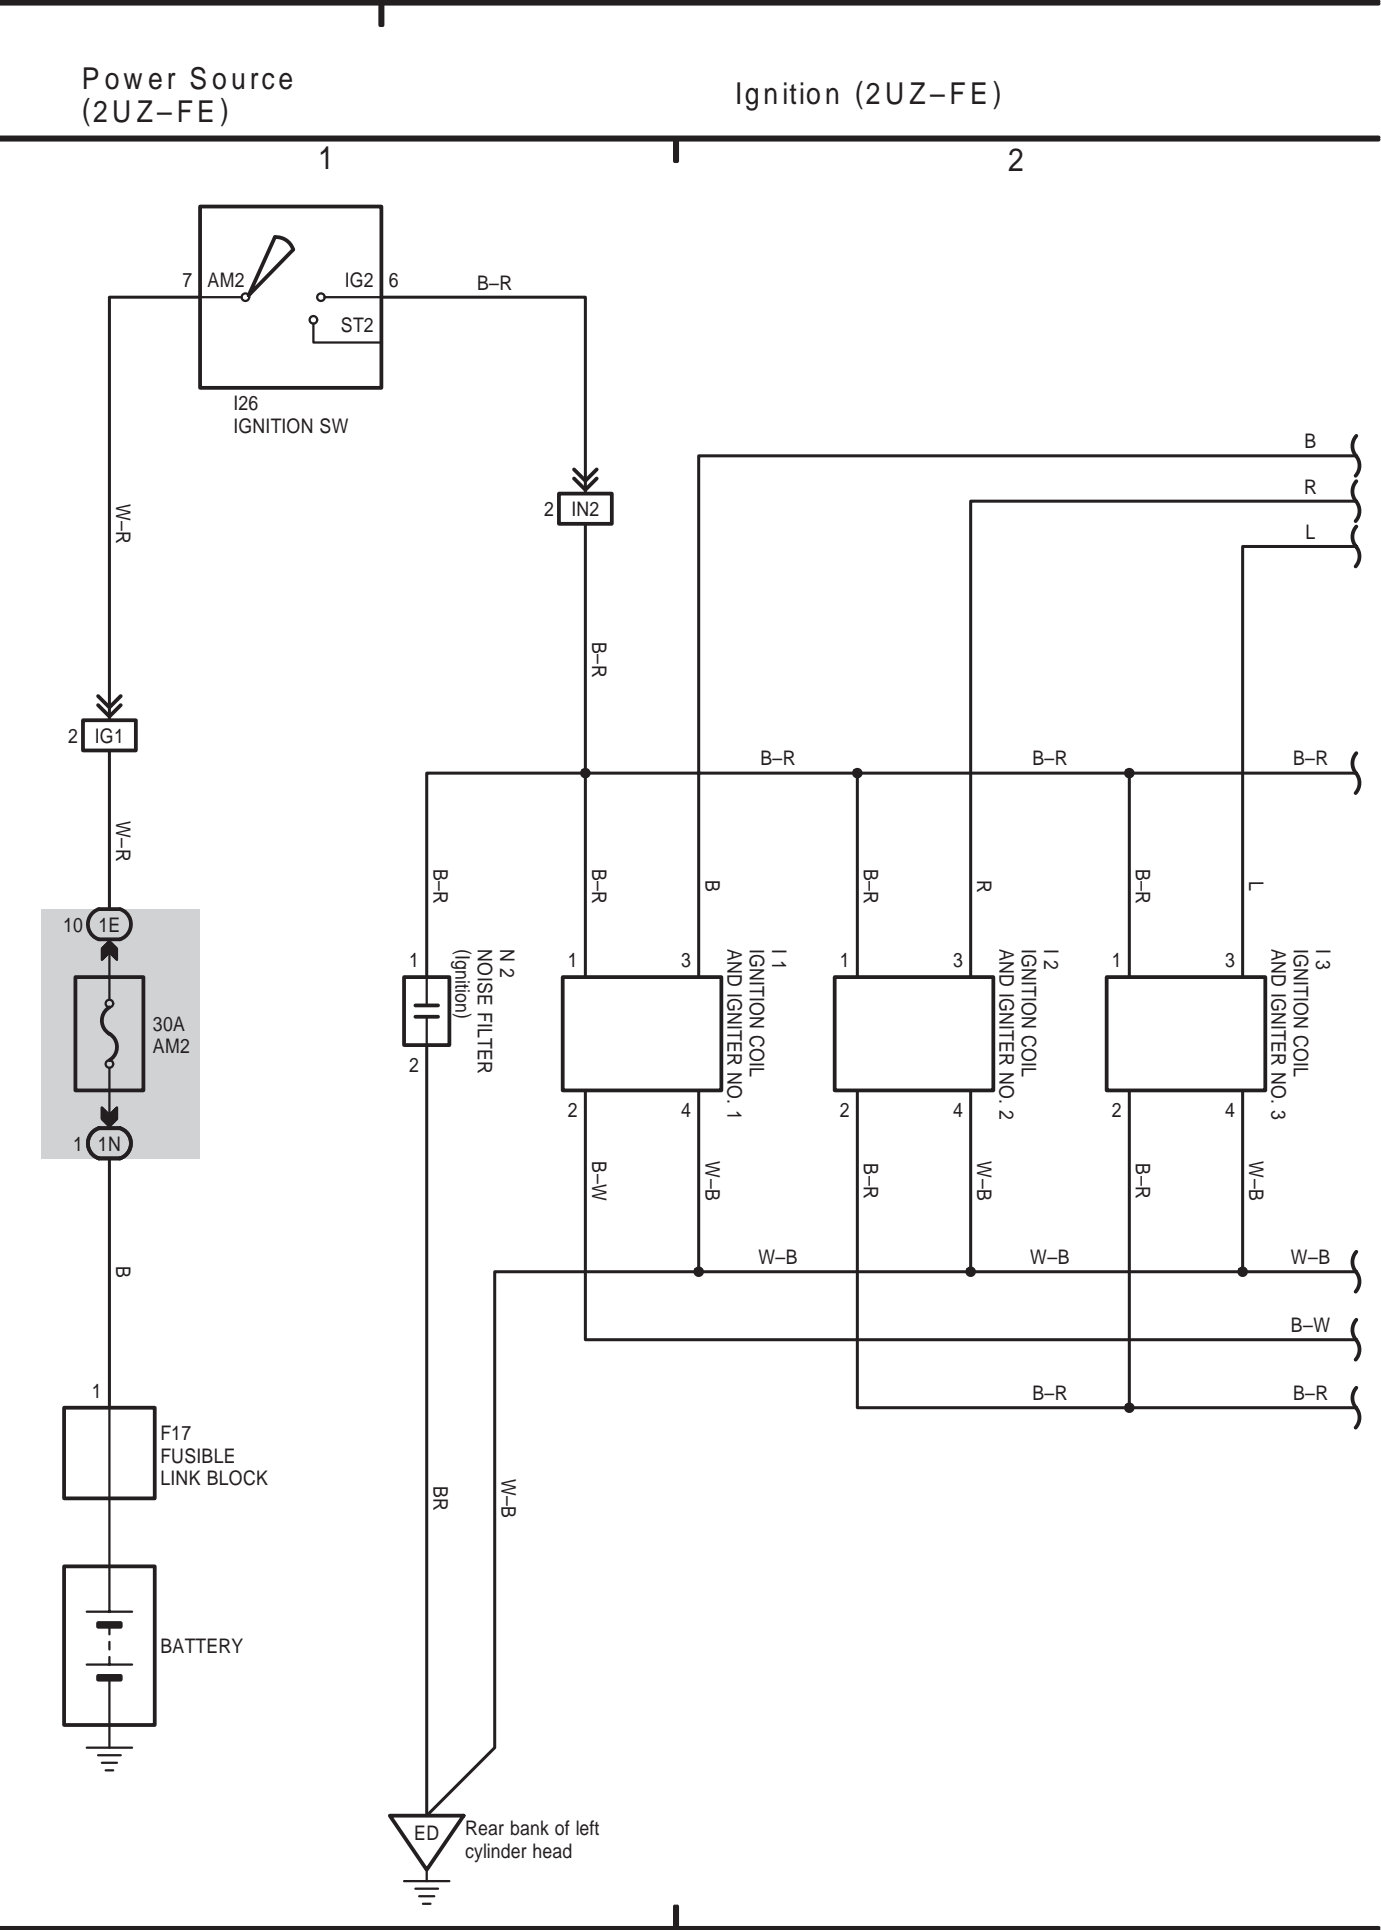 Power Source
(2UZ–FE)
Ignition (2UZ–FE)
1
2
7
AM2
IG2
6
ST2
B–R
I26
IGNITION SW
B
R
L
W–R
2
IN2
B–R
2
IG1
B–R
B–R
B–R
W–R
B–R
B–R
B
B–R
R
B–R
L
10
1E
30A
AM2
1
1N
1
2
N 2
NOISE FILTER
(Ignition)
1
3
2
4
I 1
IGNITION COIL
AND IGNITER NO. 1
1
3
2
4
I 2
IGNITION COIL
AND IGNITER NO. 2
1
3
2
4
I 3
IGNITION COIL
AND IGNITER NO. 3
B–W
W–B
B–R
W–B
B–R
W–B
B
W–B
W–B
W–B
B–W
B–R
B–R
1
F17
FUSIBLE
LINK BLOCK
BR
W–B
BATTERY
ED
Rear bank of left
cylinder head